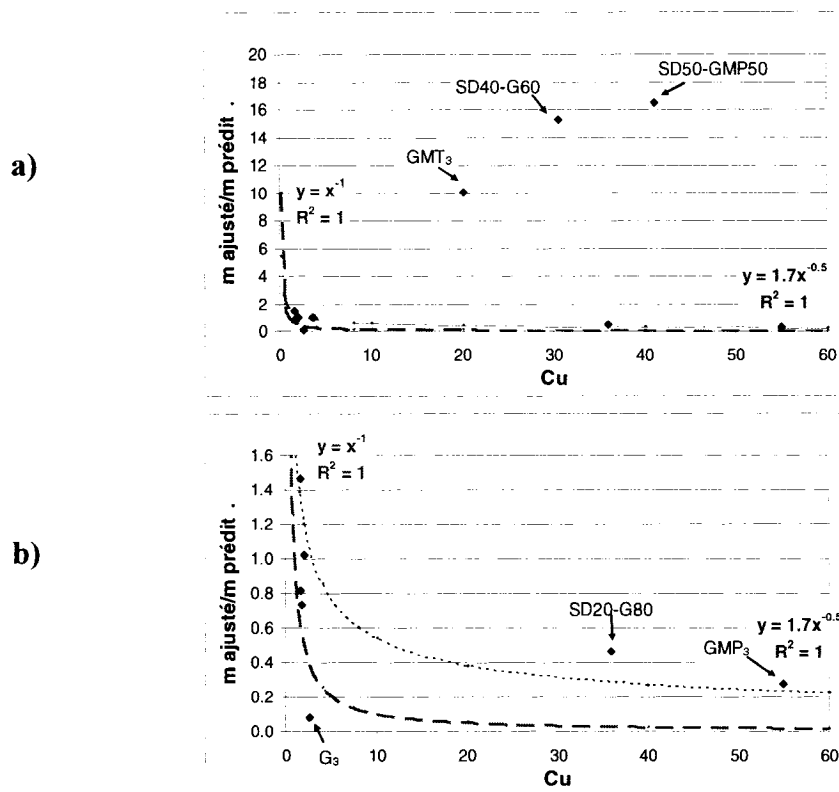 a)
m ajusté/m prédit .
20
18
16
14
12
10
8
6
4
2
0
SD40-G60
SD50-GMP50
GMT₃
y = x⁻¹
R² = 1
y = 1.7x⁻⁰·⁵
R² = 1
0 10 20 30 40 50 60
Cu
b)
m ajusté/m prédit .
1.6
1.4
1.2
1.0
0.8
0.6
0.4
0.2
0.0
y = x⁻¹
R² = 1
SD20-G80
y = 1.7x⁻⁰·⁵
R² = 1
GMP₃
G₃
0 10 20 30 40 50 60
Cu